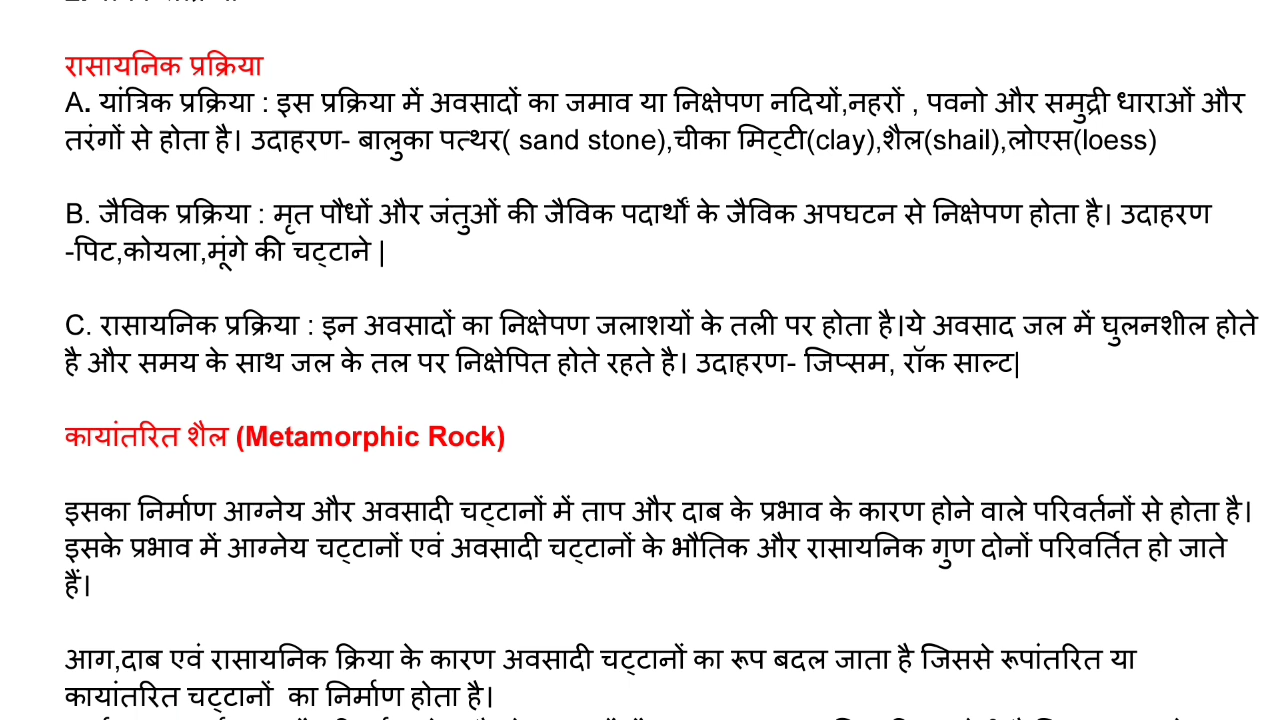 रासायनिक प्रक्रिया
A. यांत्रिक प्रक्रिया : इस प्रक्रिया में अवसादों का जमाव या निक्षेपण नदियों,नहरों , पवनो और समुद्री धाराओं और
तरंगों से होता है। उदाहरण- बालुका पत्थर( sand stone),चीका मिट्टी(clay),शैल(shail),लोएस(loess)
B. जैविक प्रक्रिया : मृत पौधों और जंतुओं की जैविक पदार्थों के जैविक अपघटन से निक्षेपण होता है। उदाहरण
-पिट,कोयला,मूंगे की चट्टाने |
C. रासायनिक प्रक्रिया : इन अवसादों का निक्षेपण जलाशयों के तली पर होता है।ये अवसाद जल में घुलनशील होते
है और समय के साथ जल के तल पर निक्षेपित होते रहते है। उदाहरण- जिप्सम, रॉक साल्ट|
कायांतरित शैल (Metamorphic Rock)
इसका निर्माण आग्नेय और अवसादी चट्टानों में ताप और दाब के प्रभाव के कारण होने वाले परिवर्तनों से होता है।
इसके प्रभाव में आग्नेय चट्टानों एवं अवसादी चट्टानों के भौतिक और रासायनिक गुण दोनों परिवर्तित हो जाते
हैं।
आग,दाब एवं रासायनिक क्रिया के कारण अवसादी चट्टानों का रूप बदल जाता है जिससे रूपांतरित या
कायांतरित चट्टानों  का निर्माण होता है।